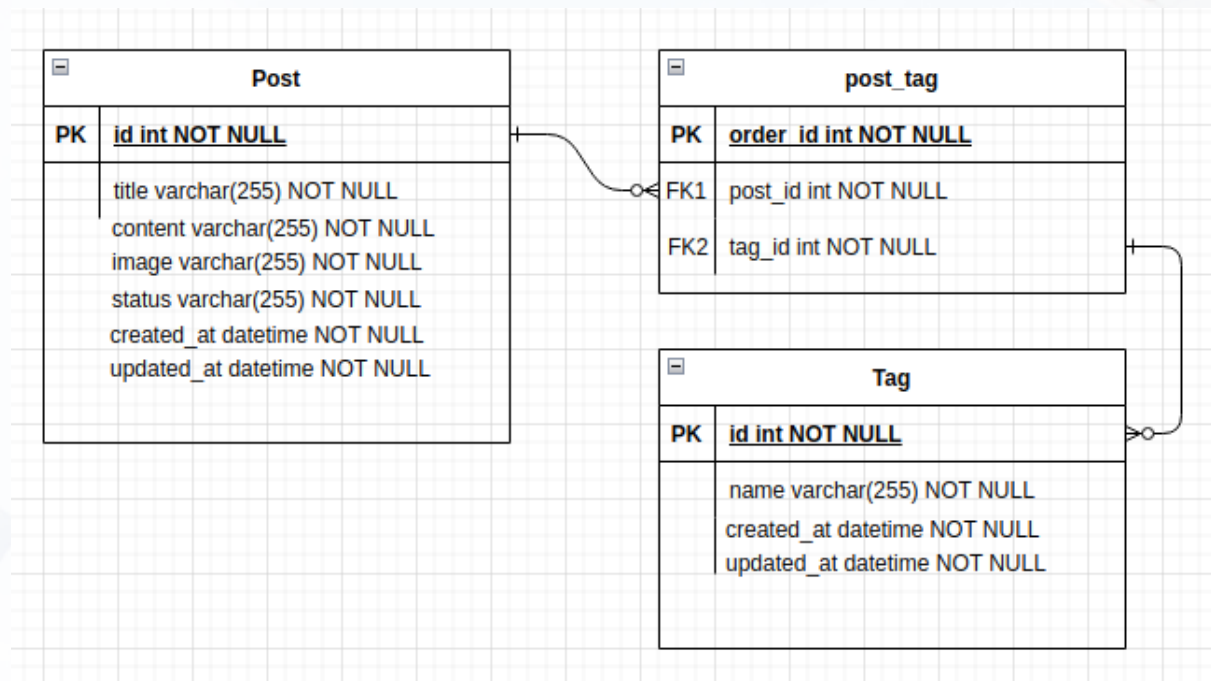 Post
PK id int NOT NULL
title varchar(255) NOT NULL
content varchar(255) NOT NULL
image varchar(255) NOT NULL
status varchar(255) NOT NULL
created_at datetime NOT NULL
updated_at datetime NOT NULL
post_tag
PK order_id int NOT NULL
FK1 post_id int NOT NULL
FK2 tag_id int NOT NULL
Tag
PK id int NOT NULL
name varchar(255) NOT NULL
created_at datetime NOT NULL
updated_at datetime NOT NULL